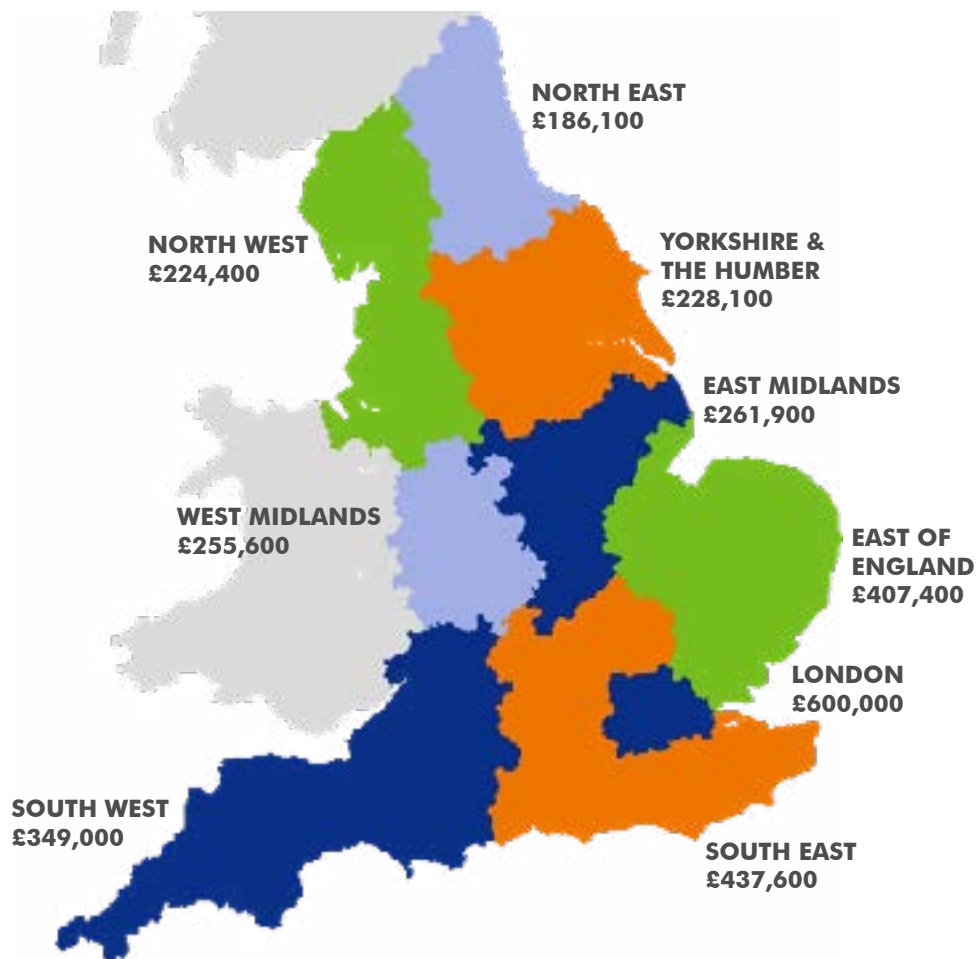 NORTH EAST
£186,100
NORTH WEST
£224,400
YORKSHIRE &
THE HUMBER
£228,100
EAST MIDLANDS
£261,900
WEST MIDLANDS
£255,600
EAST OF
ENGLAND
£407,400
LONDON
£600,000
SOUTH WEST
£349,000
SOUTH EAST
£437,600